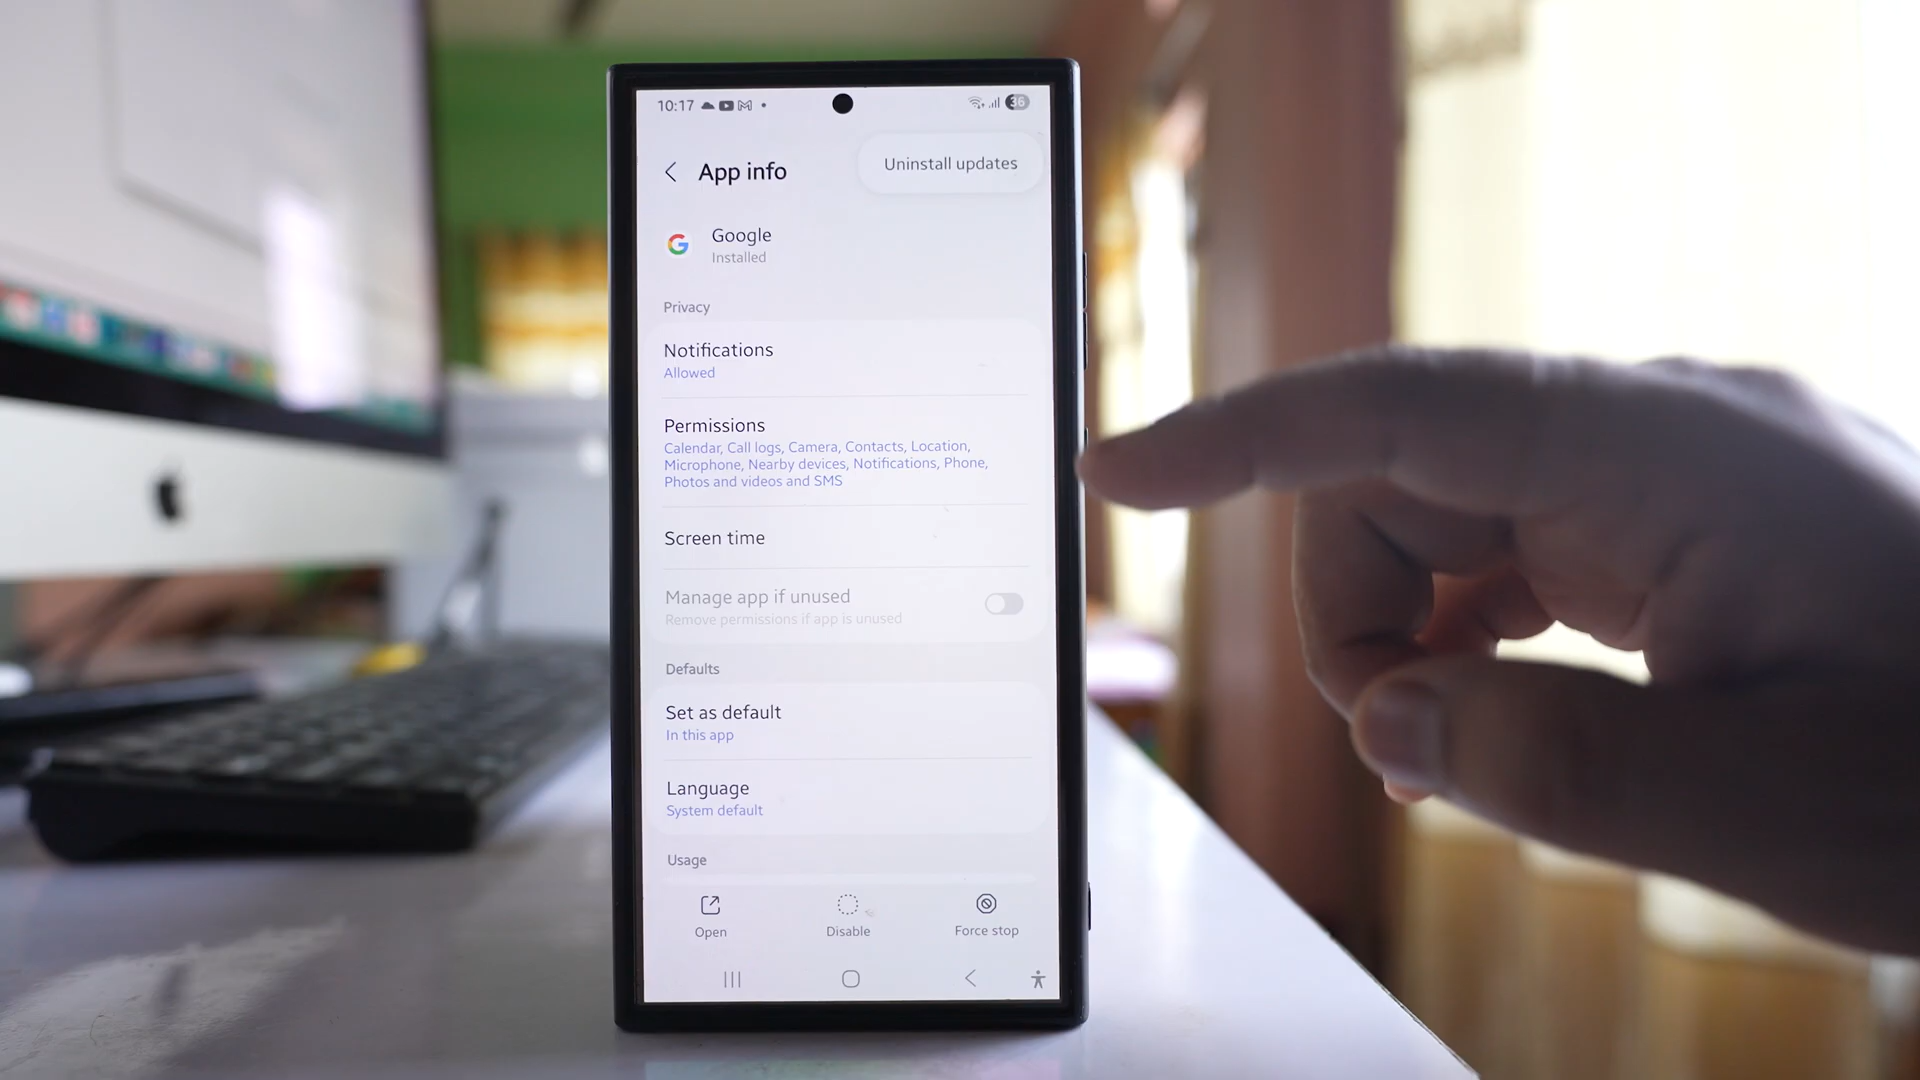 10:17
36
App info
Uninstall updates
Google
Installed
Privacy
Notifications
Allowed
Permissions
Calendar, Call logs, Camera, Contacts, Location,
Microphone, Nearby devices, Notifications, Phone,
Photos and videos and SMS
Screen time
Manage app if unused
Remove permissions if app is unused
Defaults
Set as default
In this app
Language
System default
Usage
Open
Disable
Force stop